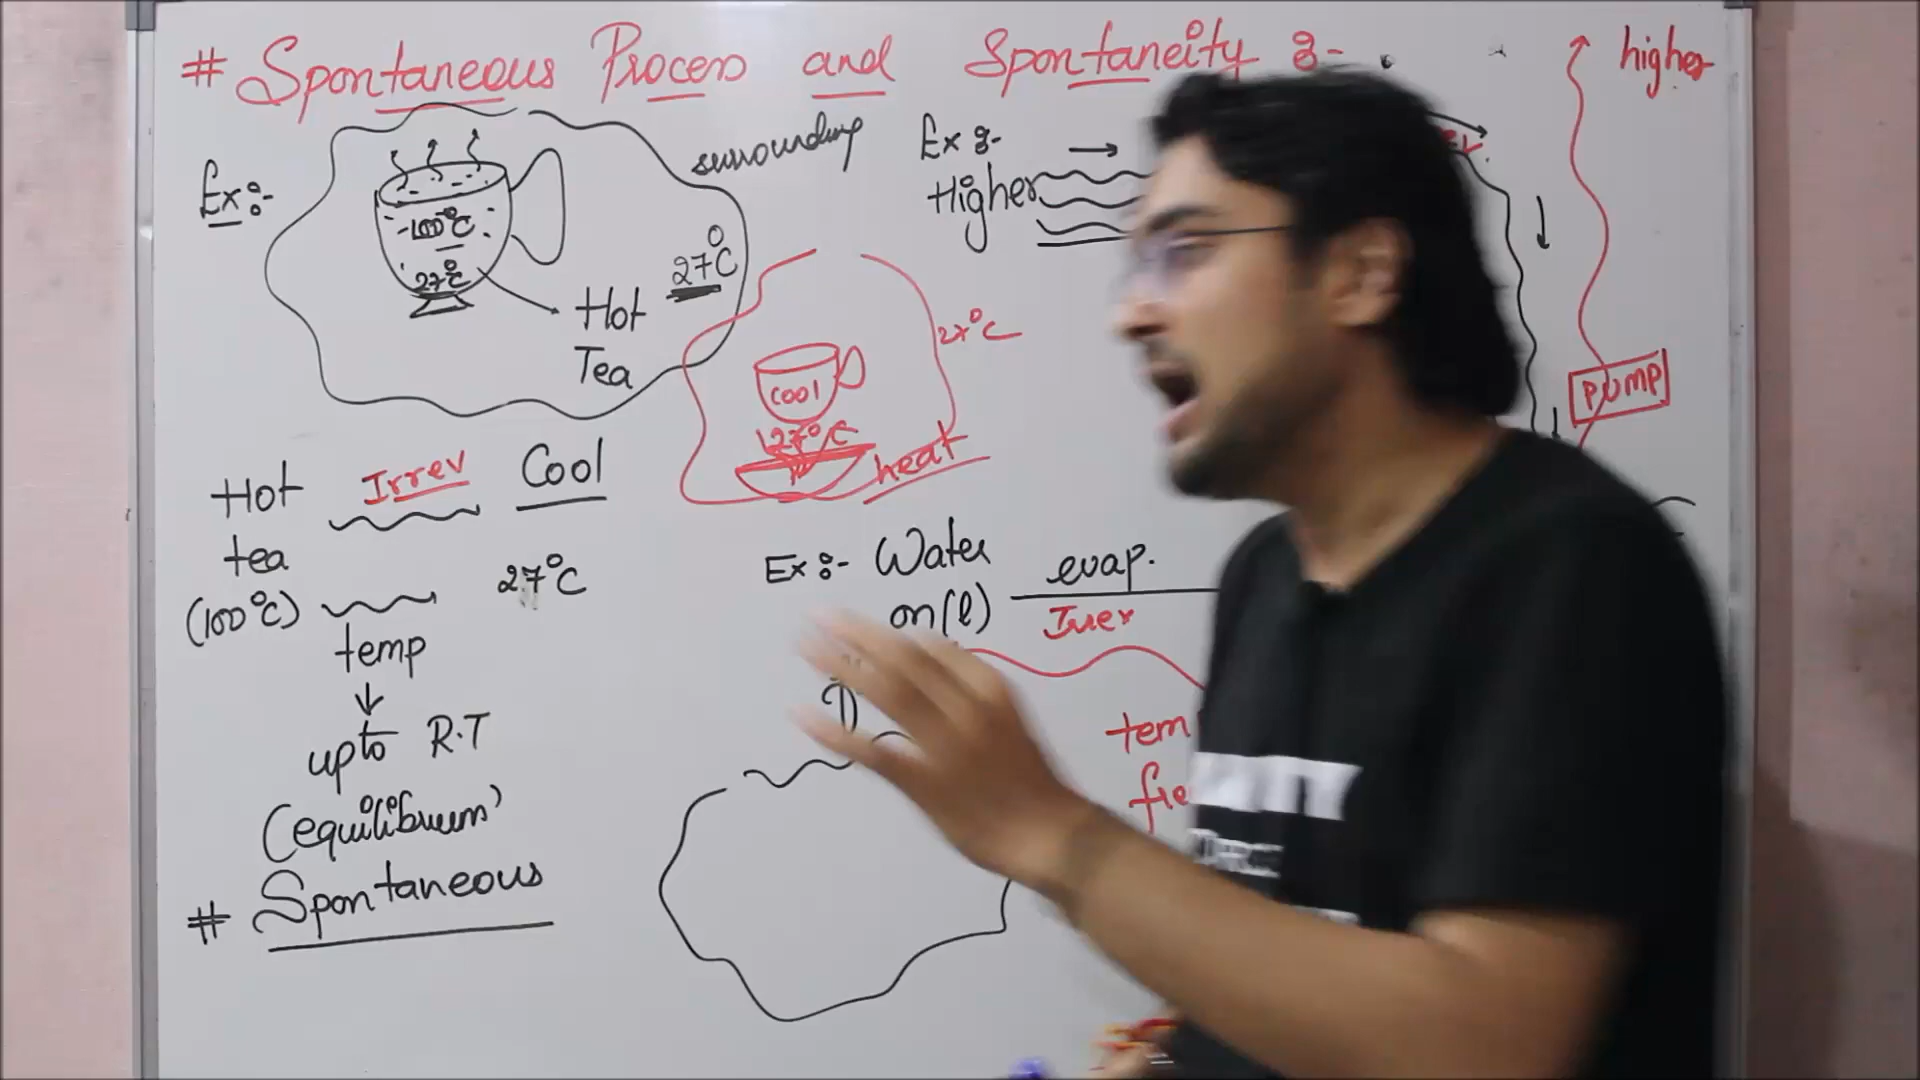 # Spontaneous Process and Spontaneity :-
higher
surrounding
Ex:-
100°C
27°C
Hot
Tea
27°C
Ex:-
Higher
27°C
cool
27°C
heat
pump
Hot Irrev Cool
tea
(100°C) 27°C
temp
↓
upto R.T
(equilibrium)
# Spontaneous
Ex:- Water evap.
on(l)